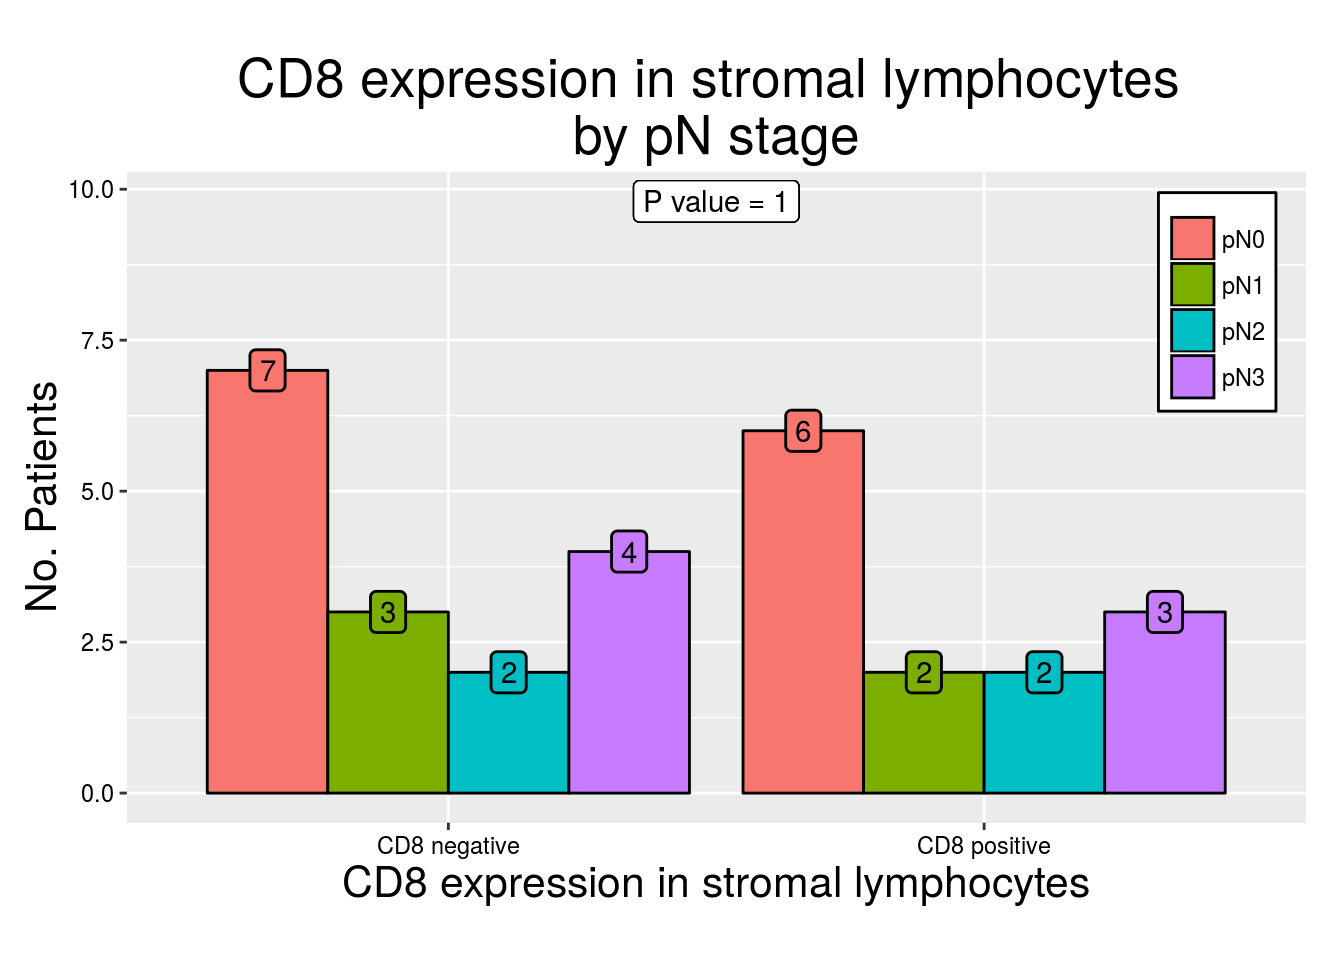 CD8 expression in stromal lymphocytes
by pN stage
P value = 1
10.0
7.5
5.0
2.5
0.0
No. Patients
pN0
pN1
pN2
pN3
7
3
2
4
6
2
2
3
CD8 negative
CD8 positive
CD8 expression in stromal lymphocytes